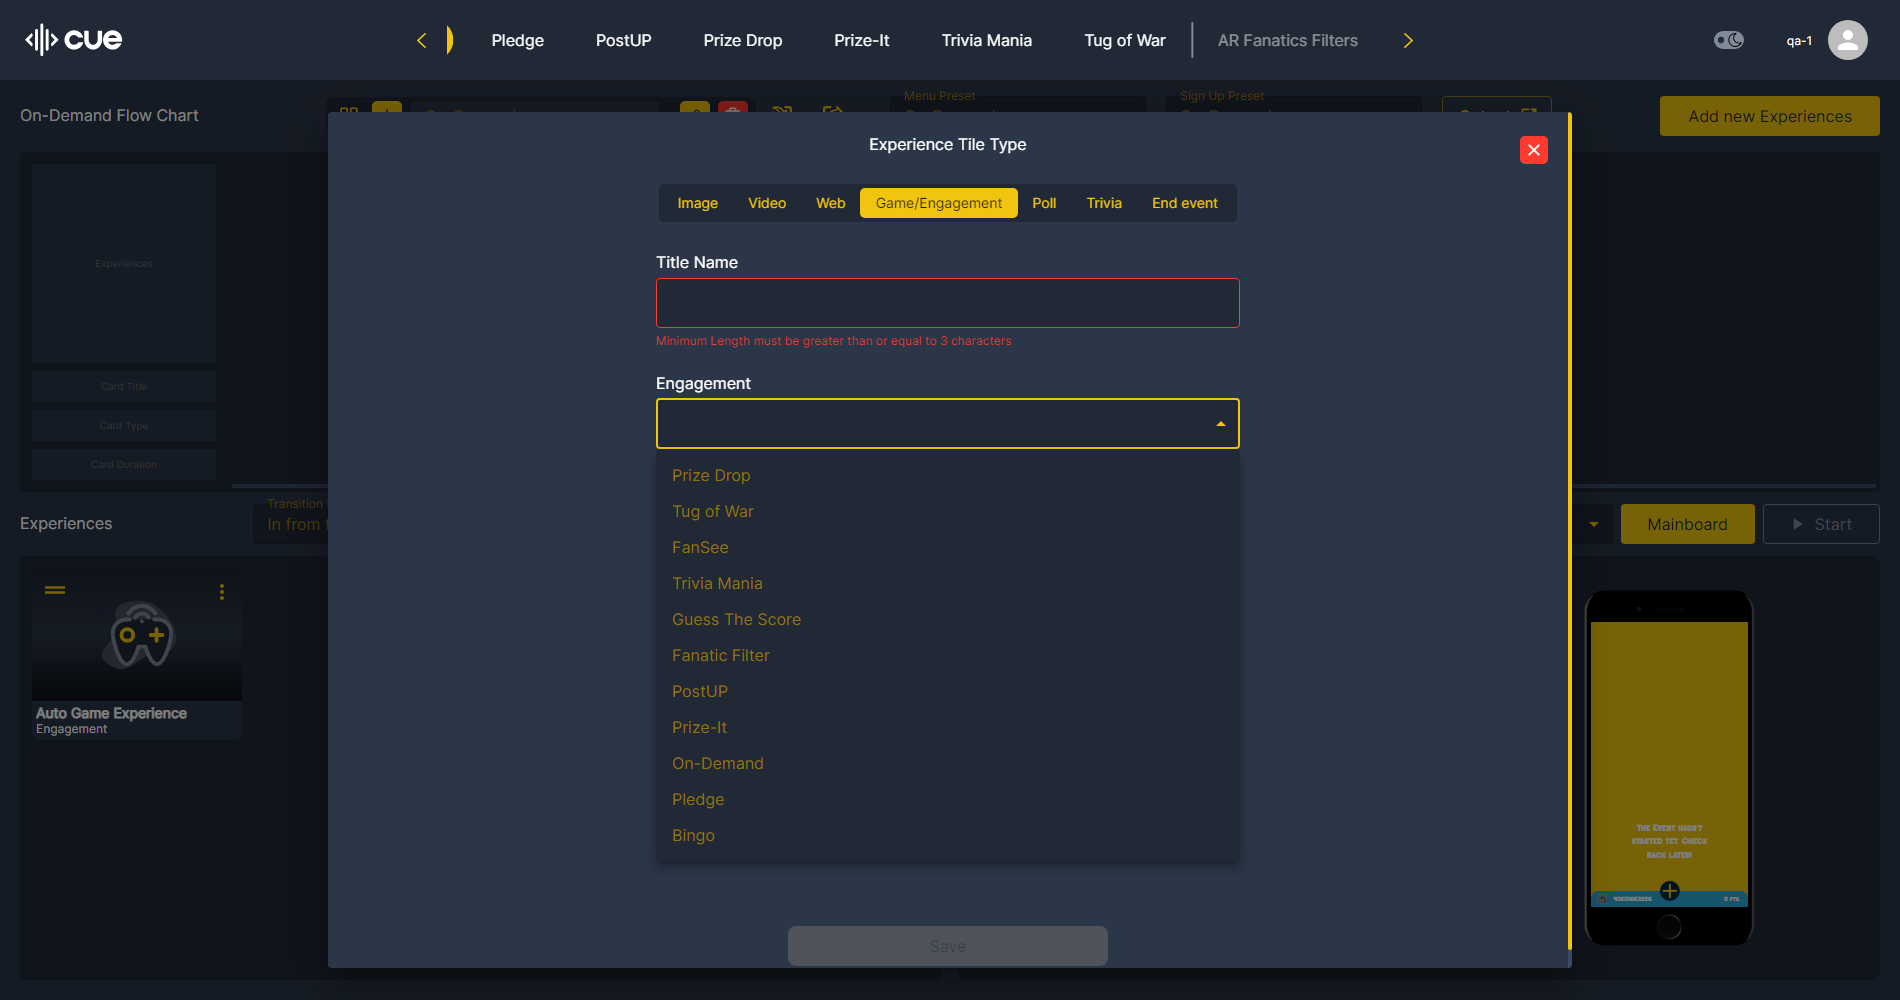 cue
Pledge
PostUP
Prize Drop
Prize-It
Trivia Mania
Tug of War
AR Fanatics Filters
qa-1
On-Demand Flow Chart
Menu Preset
Sign Up Preset
Add new Experiences
Experience Tile Type
Image
Video
Web
Game/Engagement
Poll
Trivia
End event
Title Name
Minimum Length must be greater than or equal to 3 characters
Engagement
Prize Drop
Tug of War
FanSee
Trivia Mania
Guess The Score
Fanatic Filter
PostUP
Prize-It
On-Demand
Pledge
Bingo
Save
Experiences
Card Title
Card Type
Card Duration
Experiences
Transition
In from
Mainboard
Start
Auto Game Experience
Engagement
The Event hasn't
started yet. Check
back later!
0 PTS.